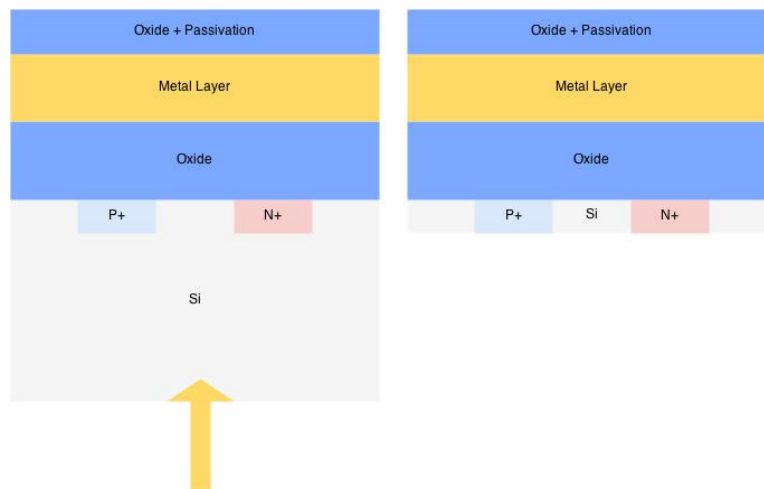 Oxide + Passivation
Metal Layer
Oxide
P+
N+
Si
Oxide + Passivation
Metal Layer
Oxide
P+
Si
N+